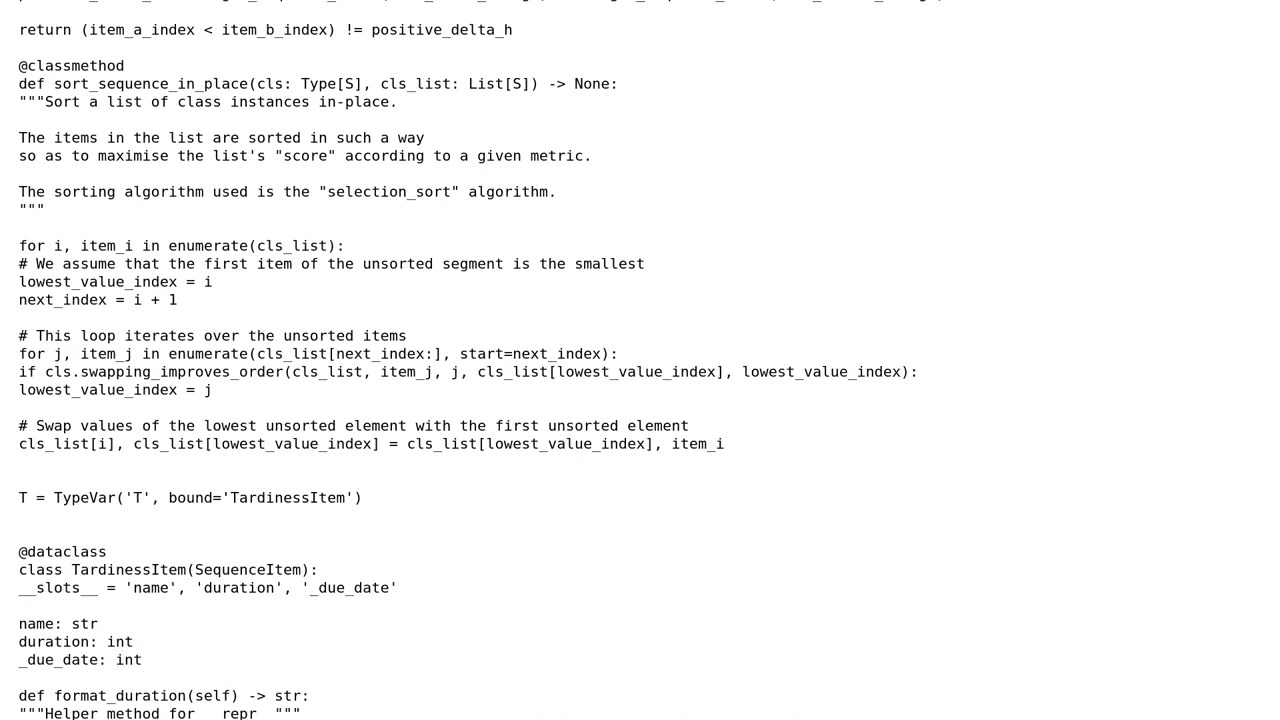 return (item_a_index < item_b_index) != positive_delta_h
@classmethod
def sort_sequence_in_place(cls: Type[S], cls_list: List[S]) -> None:
"""Sort a list of class instances in-place.
The items in the list are sorted in such a way
so as to maximise the list's "score" according to a given metric.
The sorting algorithm used is the "selection_sort" algorithm.
"""
for i, item_i in enumerate(cls_list):
# We assume that the first item of the unsorted segment is the smallest
lowest_value_index = i
next_index = i + 1
# This loop iterates over the unsorted items
for j, item_j in enumerate(cls_list[next_index:], start=next_index):
if cls.swapping_improves_order(cls_list, item_j, j, cls_list[lowest_value_index], lowest_value_index):
lowest_value_index = j
# Swap values of the lowest unsorted element with the first unsorted element
cls_list[i], cls_list[lowest_value_index] = cls_list[lowest_value_index], item_i
T = TypeVar('T', bound='TardinessItem')
@dataclass
class TardinessItem(SequenceItem):
__slots__ = 'name', 'duration', '_due_date'
name: str
duration: int
_due_date: int
def format_duration(self) -> str:
"""Helper method for __repr__"""